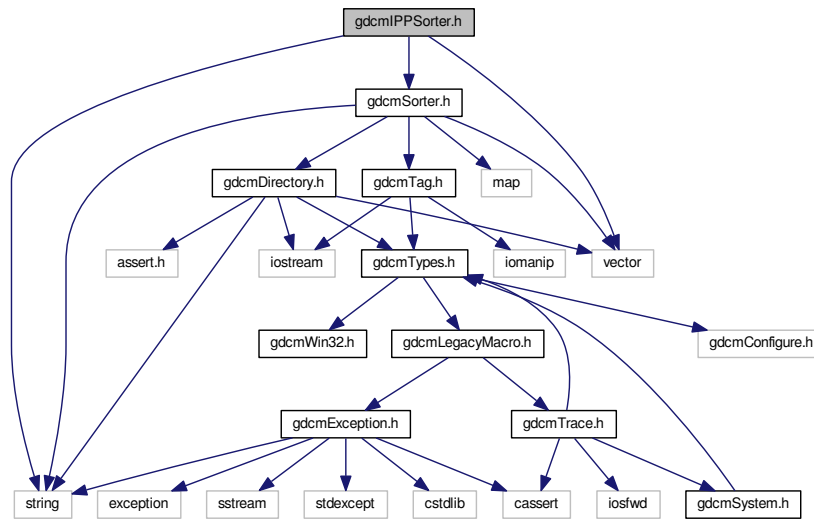 gdcmIPPSorter.h
gdcmSorter.h
gdcmDirectory.h
gdcmTag.h
map
assert.h
iostream
gdcmTypes.h
iomanip
vector
gdcmWin32.h
gdcmLegacyMacro.h
gdcmConfigure.h
gdcmException.h
gdcmTrace.h
string
exception
sstream
stdexcept
cstdlib
cassert
iosfwd
gdcmSystem.h